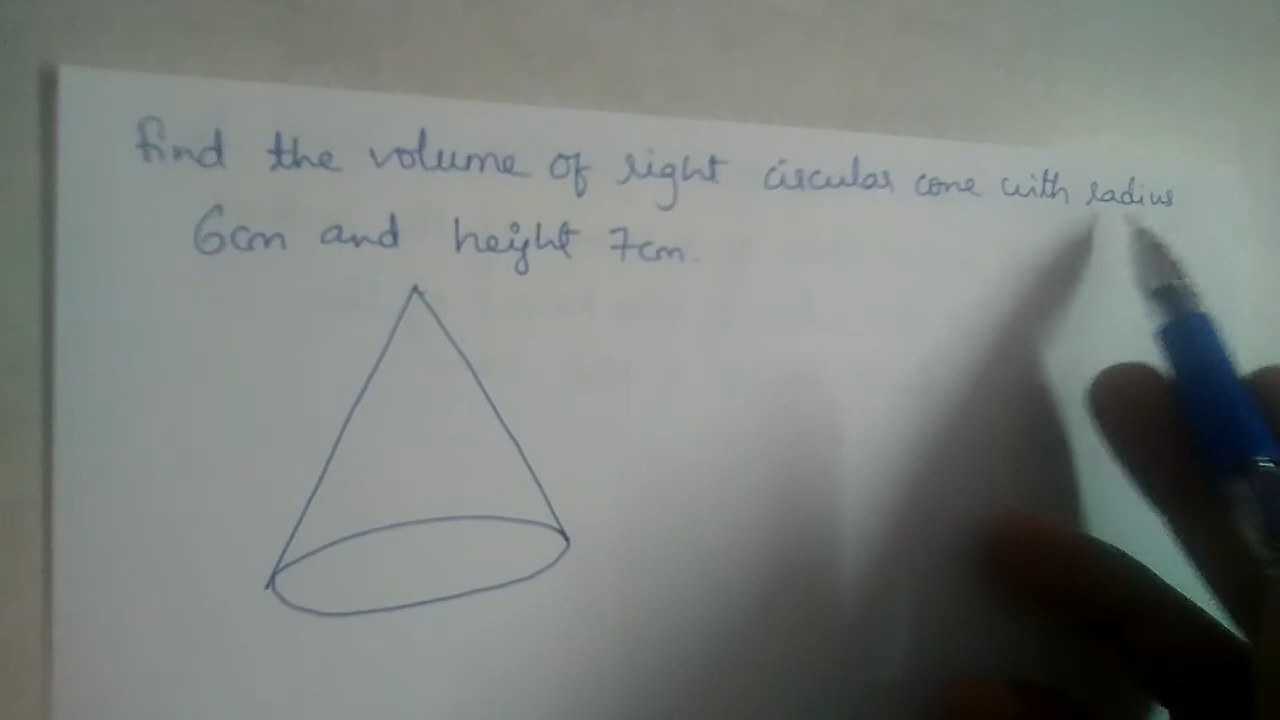 find the volume of right circular cone with radius
6cm and height 7cm.